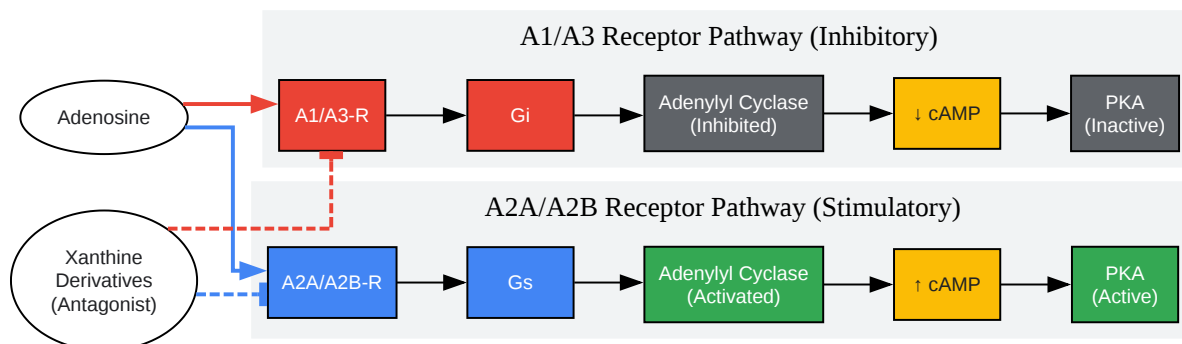 A1/A3 Receptor Pathway (Inhibitory)
Adenosine
A1/A3-R
Gi
Adenylyl Cyclase
(Inhibited)
↓ cAMP
PKA
(Inactive)
A2A/A2B Receptor Pathway (Stimulatory)
Xanthine
Derivatives
(Antagonist)
A2A/A2B-R
Gs
Adenylyl Cyclase
(Activated)
↑ cAMP
PKA
(Active)